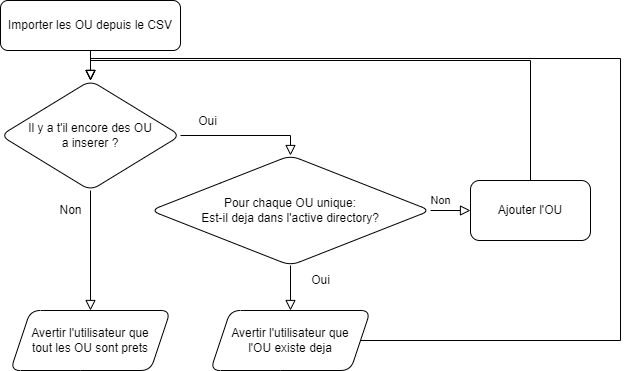 Importer les OU depuis le CSV
Il y a t'il encore des OU
a inserer ?
Oui
Non
Pour chaque OU unique:
Est-il deja dans l'active directory?
Non
Ajouter l'OU
Oui
Avertir l'utilisateur que
tout les OU sont prets
Avertir l'utilisateur que
l'OU existe deja